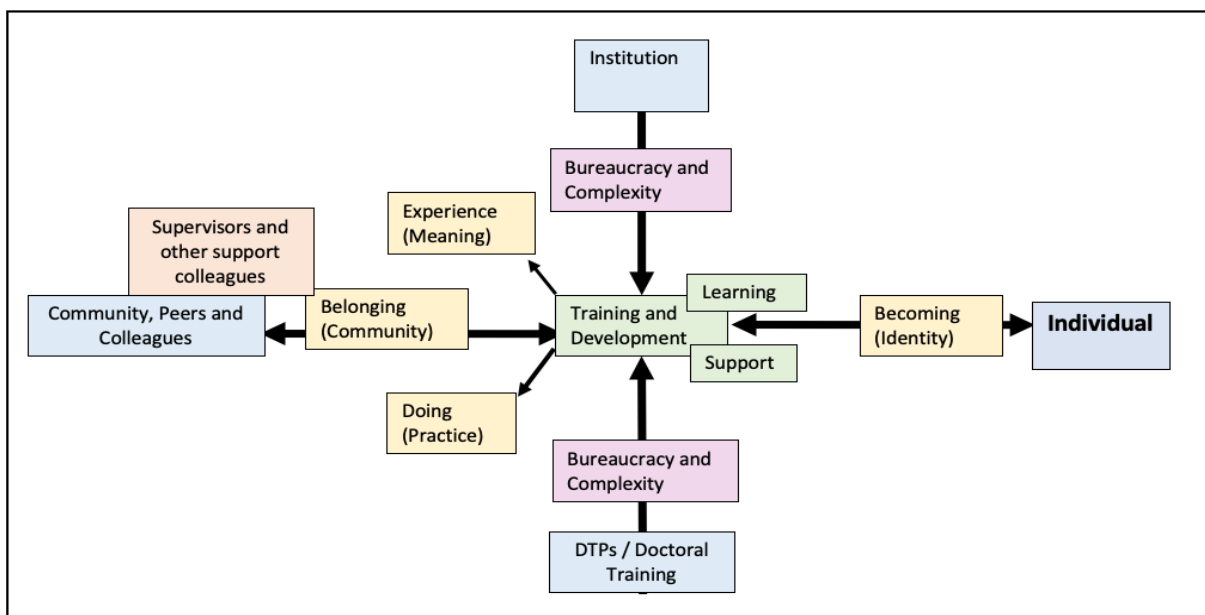 Institution
Bureaucracy and
Complexity
Experience
(Meaning)
Supervisors and
other support
colleagues
Community, Peers and
Colleagues
Belonging
(Community)
Training and
Development
Learning
Support
Becoming
(Identity)
Individual
Doing
(Practice)
Bureaucracy and
Complexity
DTPs / Doctoral
Training